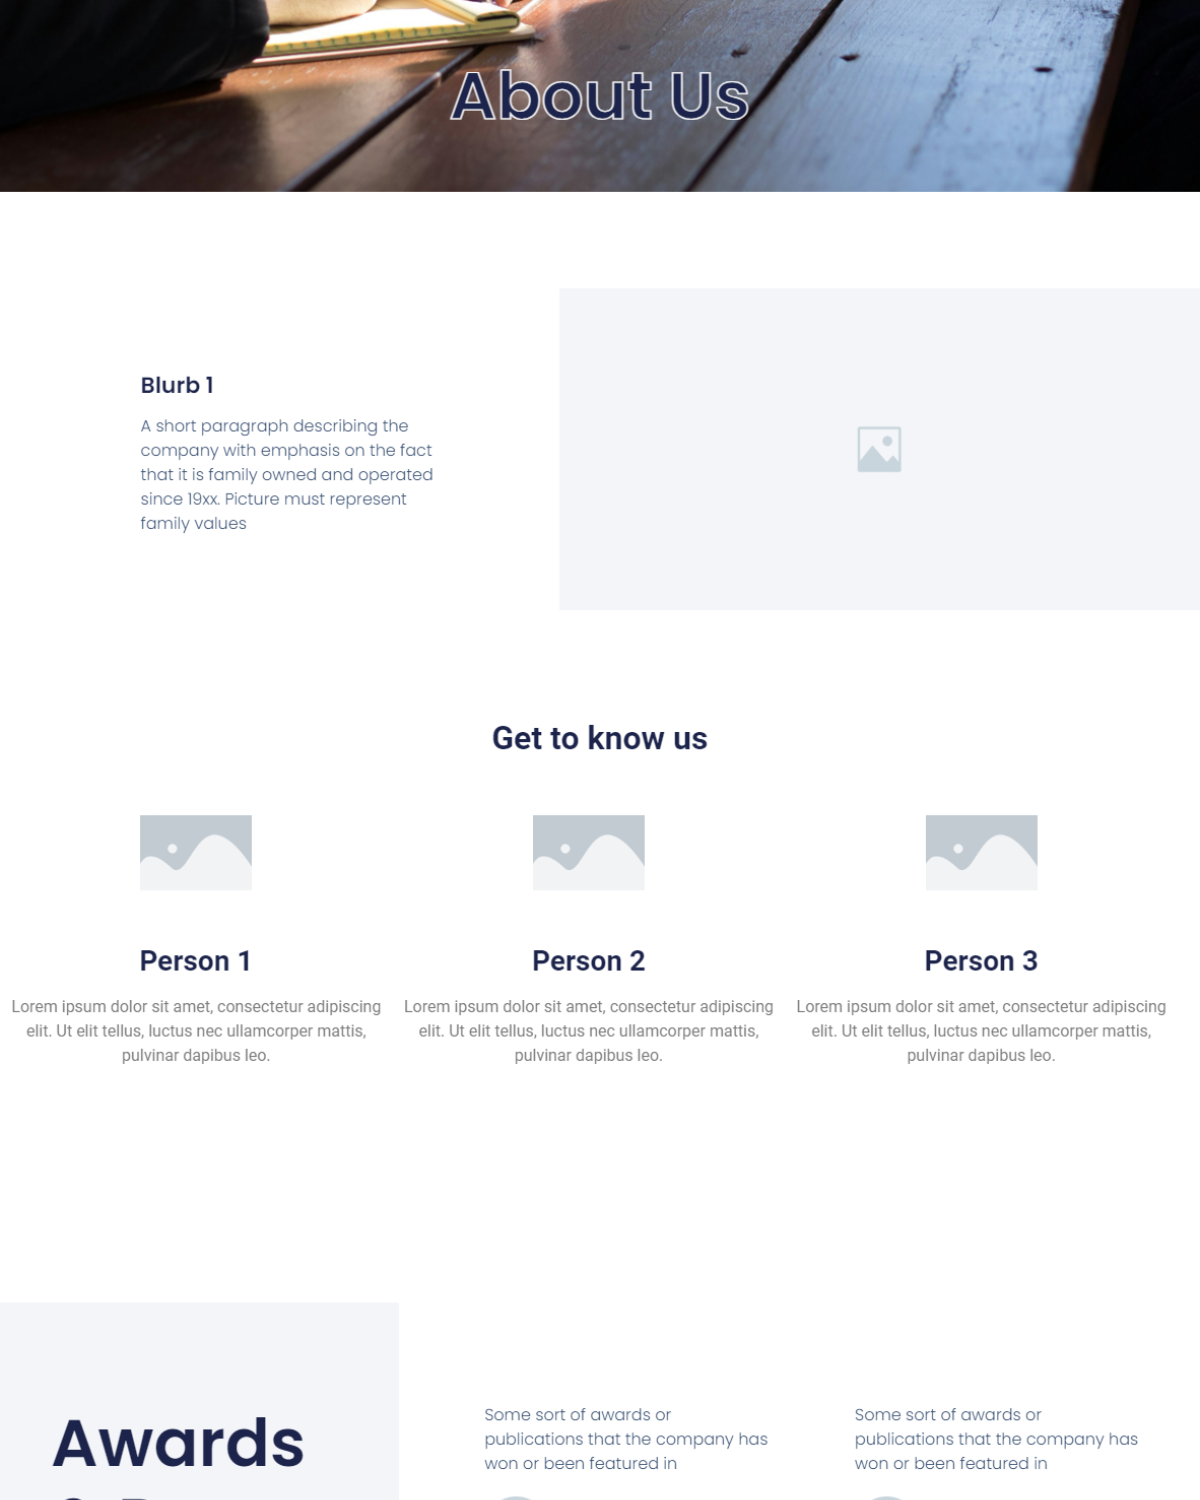 About Us
Blurb 1
A short paragraph describing the
company with emphasis on the fact
that it is family owned and operated
since 19xx. Picture must represent
family values
Get to know us
Person 1
Lorem ipsum dolor sit amet, consectetur adipiscing
elit. Ut elit tellus, luctus nec ullamcorper mattis,
pulvinar dapibus leo.
Person 2
Lorem ipsum dolor sit amet, consectetur adipiscing
elit. Ut elit tellus, luctus nec ullamcorper mattis,
pulvinar dapibus leo.
Person 3
Lorem ipsum dolor sit amet, consectetur adipiscing
elit. Ut elit tellus, luctus nec ullamcorper mattis,
pulvinar dapibus leo.
Awards
Some sort of awards or
publications that the company has
won or been featured in
Some sort of awards or
publications that the company has
won or been featured in